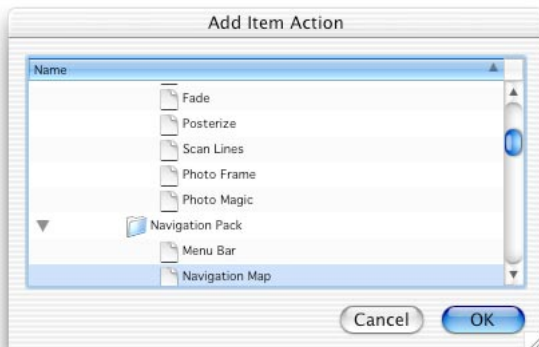 Add Item Action
Name
Fade
Posterize
Scan Lines
Photo Frame
Photo Magic
Navigation Pack
Menu Bar
Navigation Map
Cancel OK